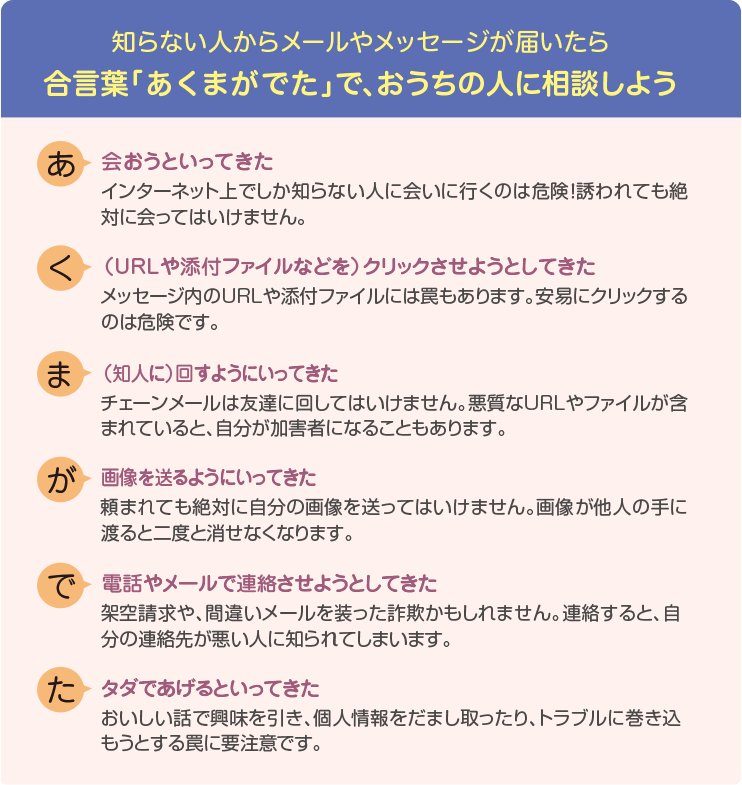 知らない人からメールやメッセージが届いたら
合言葉「あくまがでた」で、おうちの人に相談しよう
あ 会おうといってきた
インターネット上でしか知らない人に会いに行くのは危険!誘われても絶
対に会ってはいけません。
く （URLや添付ファイルなどを）クリックさせようとしてきた
メッセージ内のURLや添付ファイルには罠もあります。安易にクリックする
のは危険です。
ま （知人に）回すようにいってきた
チェーンメールは友達に回してはいけません。悪質なURLやファイルが含
まれていると、自分が加害者になることもあります。
が 画像を送るようにいってきた
頼まれても絶対に自分の画像を送ってはいけません。画像が他人の手に
渡ると二度と消せなくなります。
で 電話やメールで連絡させようとしてきた
架空請求や、間違いメールを装った詐欺かもしれません。連絡すると、自
分の連絡先が悪い人に知られてしまいます。
た タダであげるといってきた
おいしい話で興味を引き、個人情報をだまし取ったり、トラブルに巻き込
もうとする罠に要注意です。